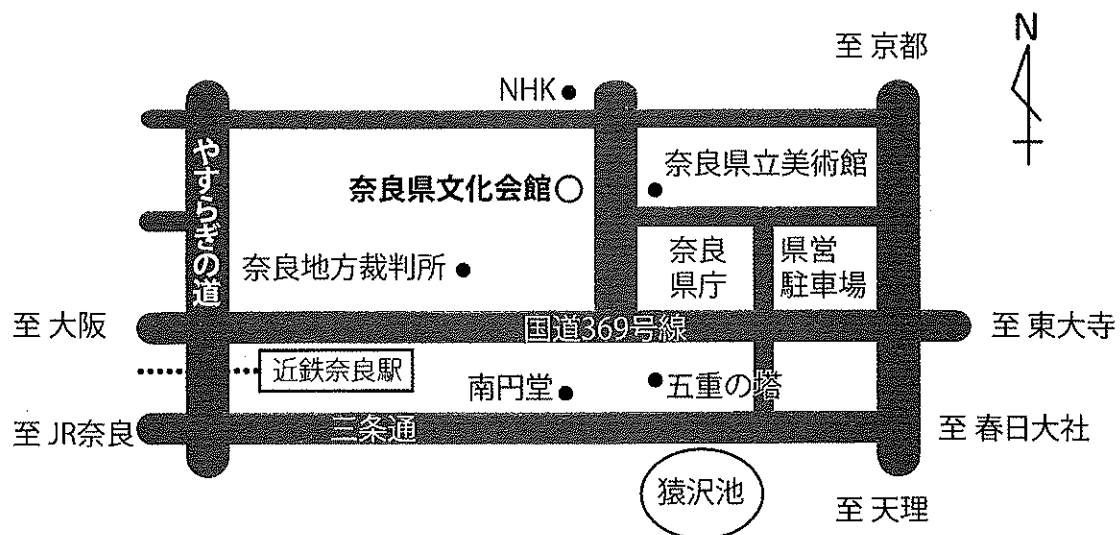 至 京都
N
NHK
やすらぎの道
奈良県立美術館
奈良県文化会館
奈良
県庁
県営
駐車場
奈良地方裁判所
至 大阪
国道369号線
至 東大寺
近鉄奈良駅
南円堂
五重の塔
至 JR奈良
三条通
至 春日大社
猿沢池
至 天理